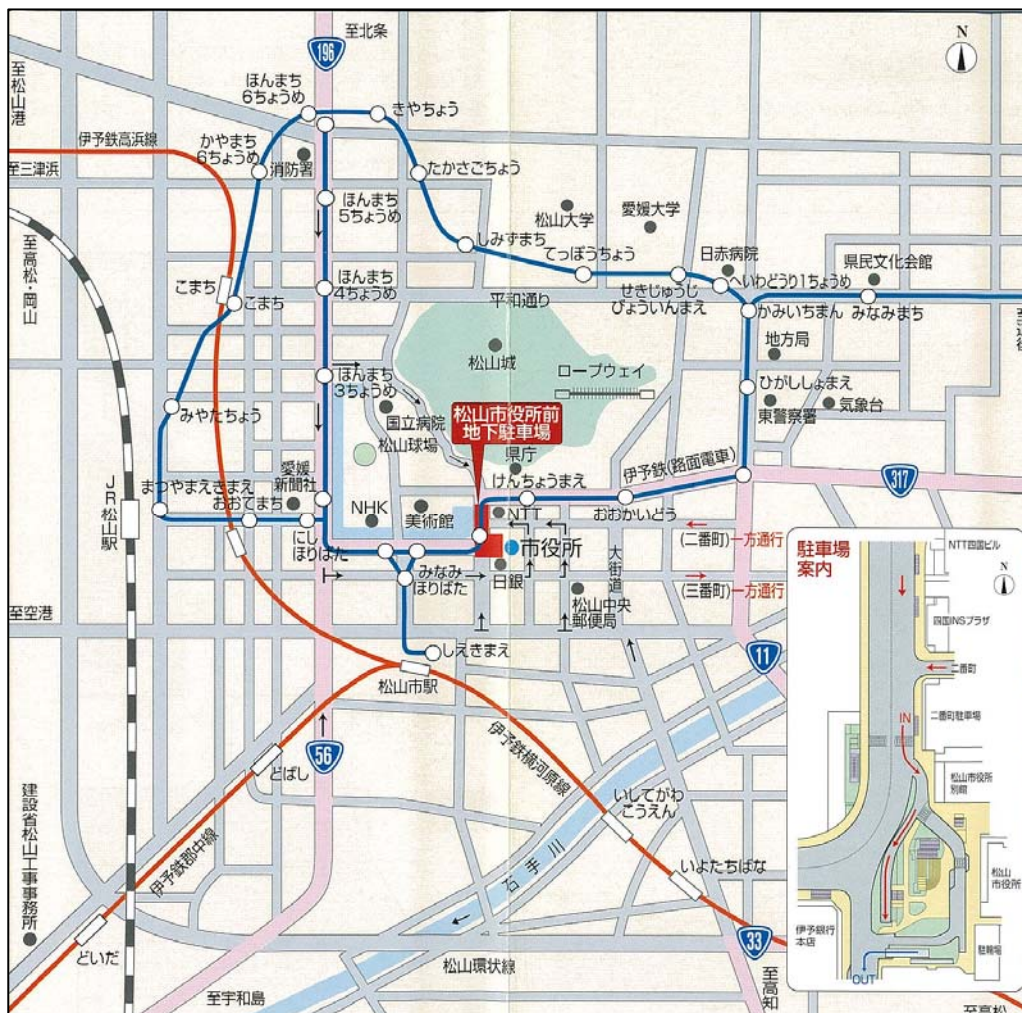 至北条
196
N
至松山港
ほんまち
6ちょうめ
きやちょう
伊予鉄高浜線
かやまち
6ちょうめ
消防署
至三津浜
たかさごちょう
ほんまち
5ちょうめ
松山大学
愛媛大学
至高松・岡山
しみずまち
てっぽうちょう
日赤病院
県民文化会館
こまち
こまち
ほんまち
4ちょうめ
平和通り
せきじゅうじ
びょういんまえ
へいわどうり1ちょうめ
かみいちまん
みなみまち
地方局
松山城
ロープウェイ
ほんまち
3ちょうめ
ひがししょまえ
みやたちょう
国立病院
松山市役所前
地下駐車場
東警察署
気象台
松山球場
県庁
伊予鉄(路面電車)
317
JR松山駅
まつやまえきまえ
愛媛
新聞社
おおてまち
けんちょうまえ
NHK
美術館
NTT
おおかいどう
にし
ほりばた
市役所
(二番町)一方通行
みなみ
ほりばた
日銀
大街道
(三番町)一方通行
至空港
松山中央
郵便局
しえきまえ
11
松山市駅
56
どばし
伊予鉄横河原線
いしてがわ
こうえん
建設省松山工事事務所
伊予鉄郡中線
石手川
いよたちばな
どいだ
33
松山環状線
至宇和島
至高知
至高松
駐車場
案内
NTT四国ビル
N
四国INSプラザ
二番町
二番町駐車場
IN
松山市役所
別館
松山
市役所
伊予銀行
本店
駐輪場
OUT